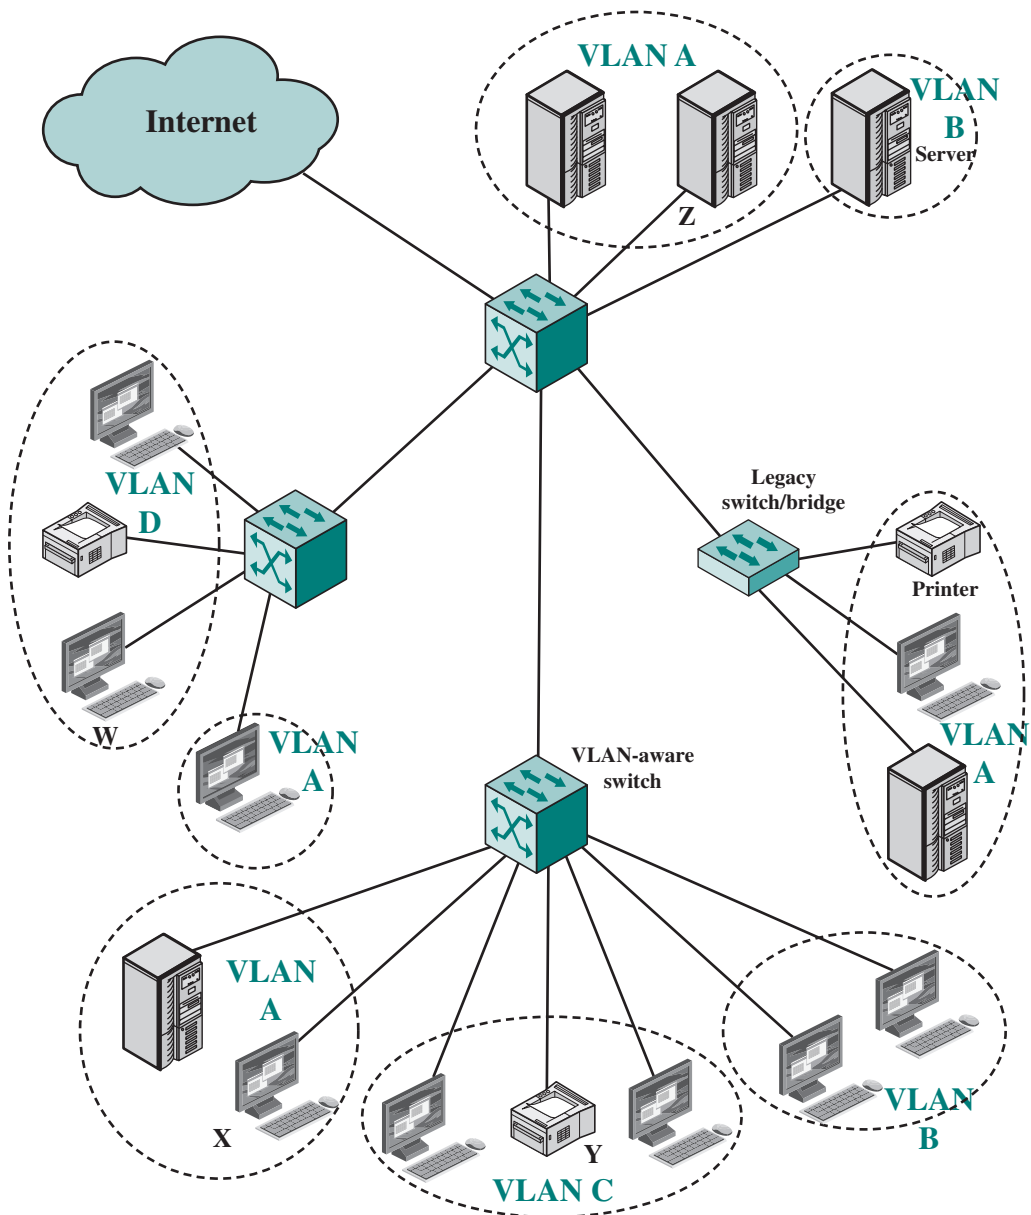 VLAN A
Internet
VLAN
B
Server
Z
Legacy
switch/bridge
VLAN
D
Printer
W
VLAN
A
VLAN
A
VLAN-aware
switch
VLAN
A
X
Y
VLAN C
VLAN
B